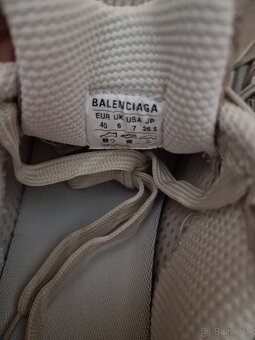 BALENCIAGA
EUR UK USA JP
40 6 7 26.5
Bazos.sk